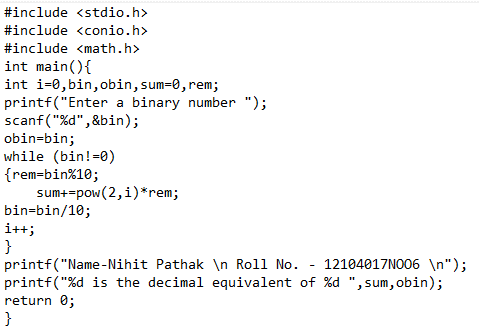 #include <stdio.h>
#include <conio.h>
#include <math.h>
int main(){
int i=0,bin,obin,sum=0,rem;
printf("Enter a binary number ");
scanf("%d",&bin);
obin=bin;
while (bin!=0)
{rem=bin%10;
    sum+=pow(2,i)*rem;
bin=bin/10;
i++;
}
printf("Name-Nihit Pathak \n Roll No. - 12104017NOO6 \n");
printf("%d is the decimal equivalent of %d ",sum,obin);
return 0;
}